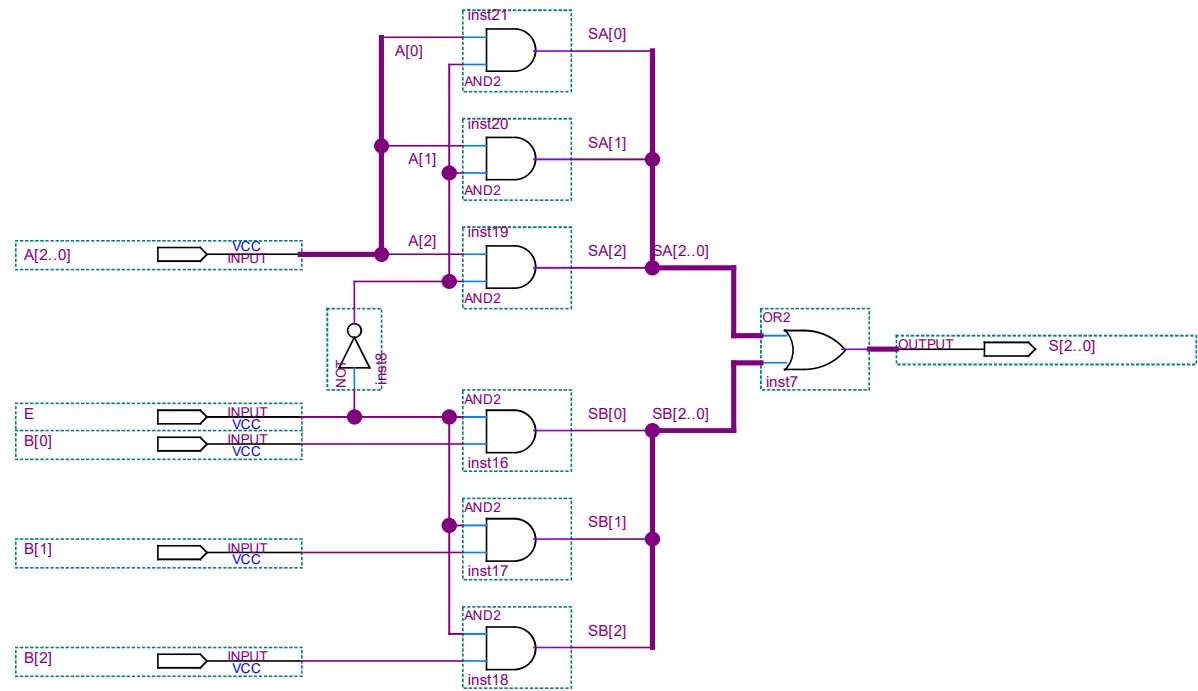 inst21
SA[0]
A[0]
AND2
inst20
SA[1]
A[1]
AND2
inst19
A[2]
SA[2]
SA[2..0]
AND2
A[2..0]
VCC
INPUT
OR2
OUTPUT
S[2..0]
inst7
NOT
inst8
AND2
E
INPUT
VCC
SB[0]
SB[2..0]
B[0]
INPUT
VCC
inst16
AND2
SB[1]
B[1]
INPUT
VCC
inst17
AND2
SB[2]
B[2]
INPUT
VCC
inst18